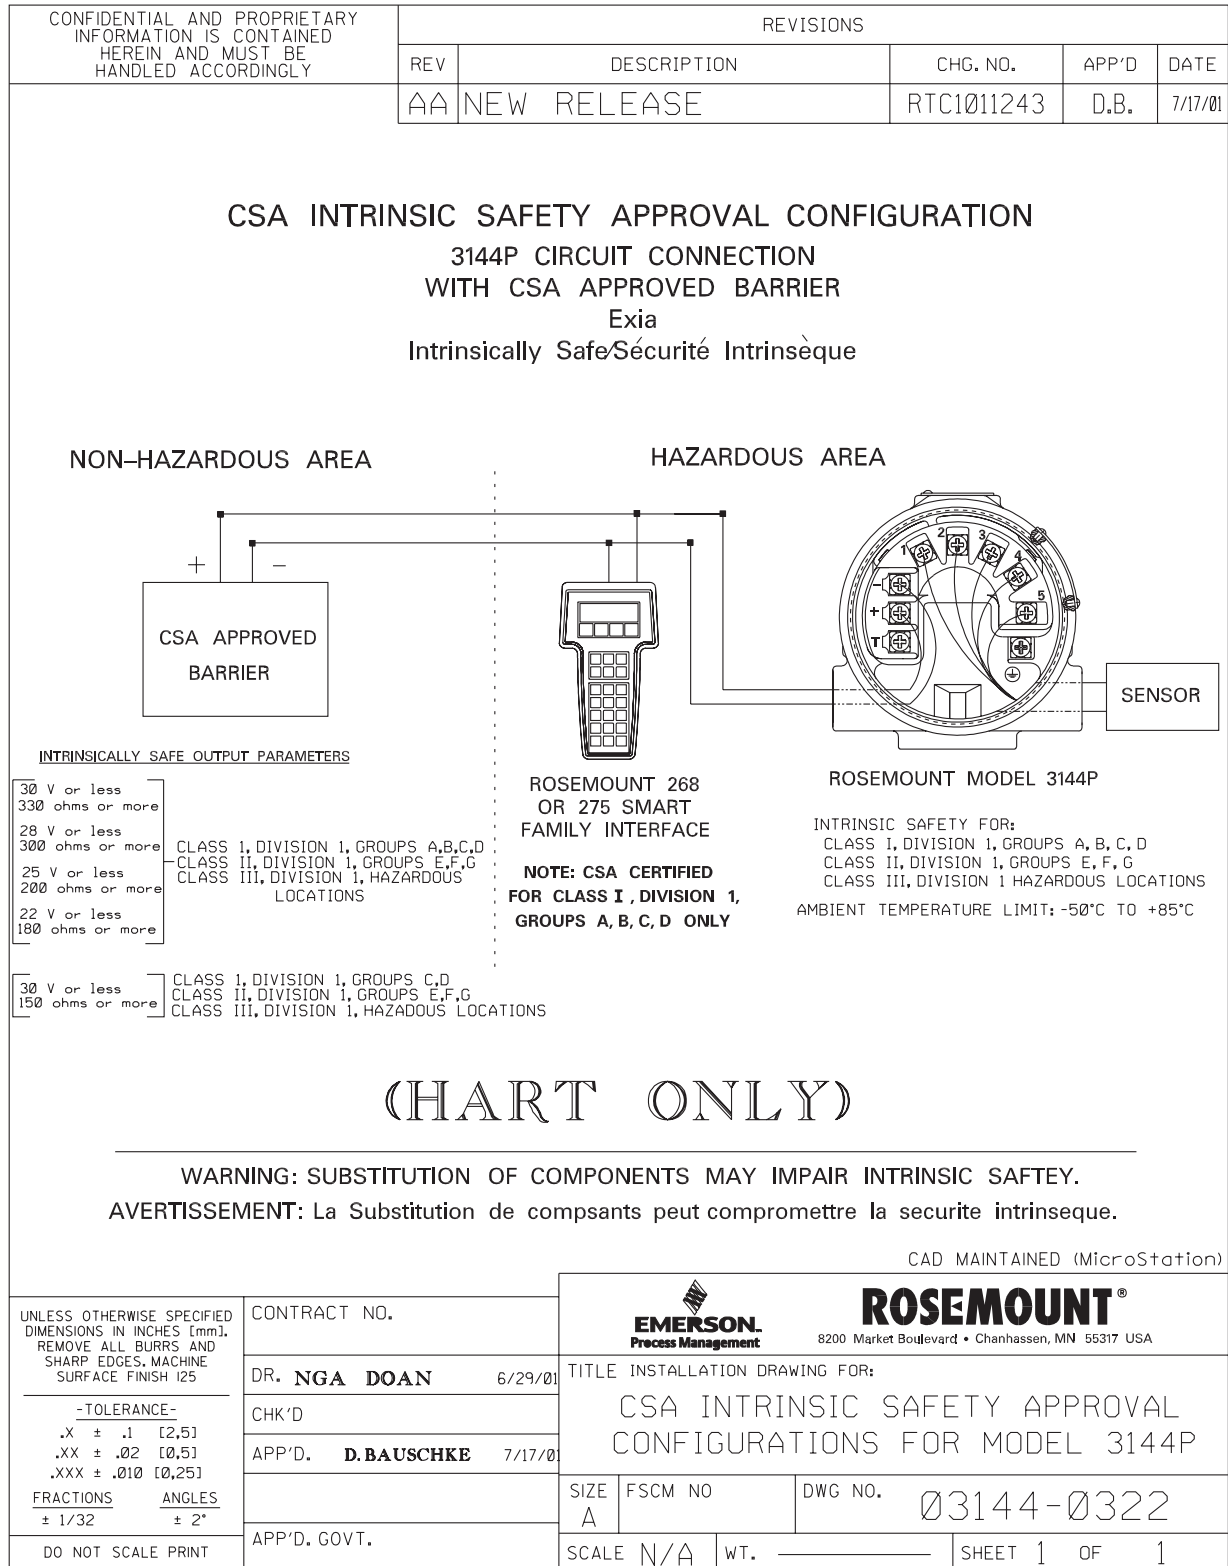 CONFIDENTIAL AND PROPRIETARY
INFORMATION IS CONTAINED
HEREIN AND MUST BE
HANDLED ACCORDINGLY
REVISIONS
REV DESCRIPTION CHG. NO. APP'D DATE
AA NEW RELEASE RTC1011243 D.B. 7/17/01
CSA INTRINSIC SAFETY APPROVAL CONFIGURATION
3144P CIRCUIT CONNECTION
WITH CSA APPROVED BARRIER
Exia
Intrinsically Safe/Sécurité Intrinsèque
NON-HAZARDOUS AREA
HAZARDOUS AREA
+ -
CSA APPROVED
BARRIER
1 2 3 4 5
-
+
T
SENSOR
INTRINSICALLY SAFE OUTPUT PARAMETERS
30 V or less
330 ohms or more
28 V or less
300 ohms or more
25 V or less
200 ohms or more
22 V or less
180 ohms or more
CLASS I, DIVISION 1, GROUPS A,B,C,D
CLASS II, DIVISION 1, GROUPS E,F,G
CLASS III, DIVISION 1, HAZARDOUS
LOCATIONS
30 V or less
150 ohms or more
CLASS 1, DIVISION 1, GROUPS C,D
CLASS II, DIVISION 1, GROUPS E,F,G
CLASS III, DIVISION 1, HAZADOUS LOCATIONS
ROSEMOUNT 268
OR 275 SMART
FAMILY INTERFACE
NOTE: CSA CERTIFIED
FOR CLASS I , DIVISION 1,
GROUPS A, B, C, D ONLY
ROSEMOUNT MODEL 3144P
INTRINSIC SAFETY FOR:
CLASS I, DIVISION 1, GROUPS A, B, C, D
CLASS II, DIVISION 1, GROUPS E, F, G
CLASS III, DIVISION 1 HAZARDOUS LOCATIONS
AMBIENT TEMPERATURE LIMIT: -50°C TO +85°C
(HART ONLY)
WARNING: SUBSTITUTION OF COMPONENTS MAY IMPAIR INTRINSIC SAFTEY.
AVERTISSEMENT: La Substitution de compsants peut compromettre la securite intrinseque.
CAD MAINTAINED (MicroStation)
UNLESS OTHERWISE SPECIFIED
DIMENSIONS IN INCHES [mm].
REMOVE ALL BURRS AND
SHARP EDGES. MACHINE
SURFACE FINISH 125
-TOLERANCE-
.X ± .1 [2,5]
.XX ± .02 [0,5]
.XXX ± .010 [0,25]
FRACTIONS ANGLES
± 1/32 ± 2°
DO NOT SCALE PRINT
CONTRACT NO.
DR. NGA DOAN 6/29/01
CHK'D
APP'D. D. BAUSCHKE 7/17/01
APP'D. GOVT.
EMERSON.
Process Management
ROSEMOUNT®
8200 Market Boulevard • Chanhassen, MN 55317 USA
TITLE INSTALLATION DRAWING FOR:
CSA INTRINSIC SAFETY APPROVAL
CONFIGURATIONS FOR MODEL 3144P
SIZE A FSCM NO DWG NO. 03144-0322
SCALE N/A WT. SHEET 1 OF 1